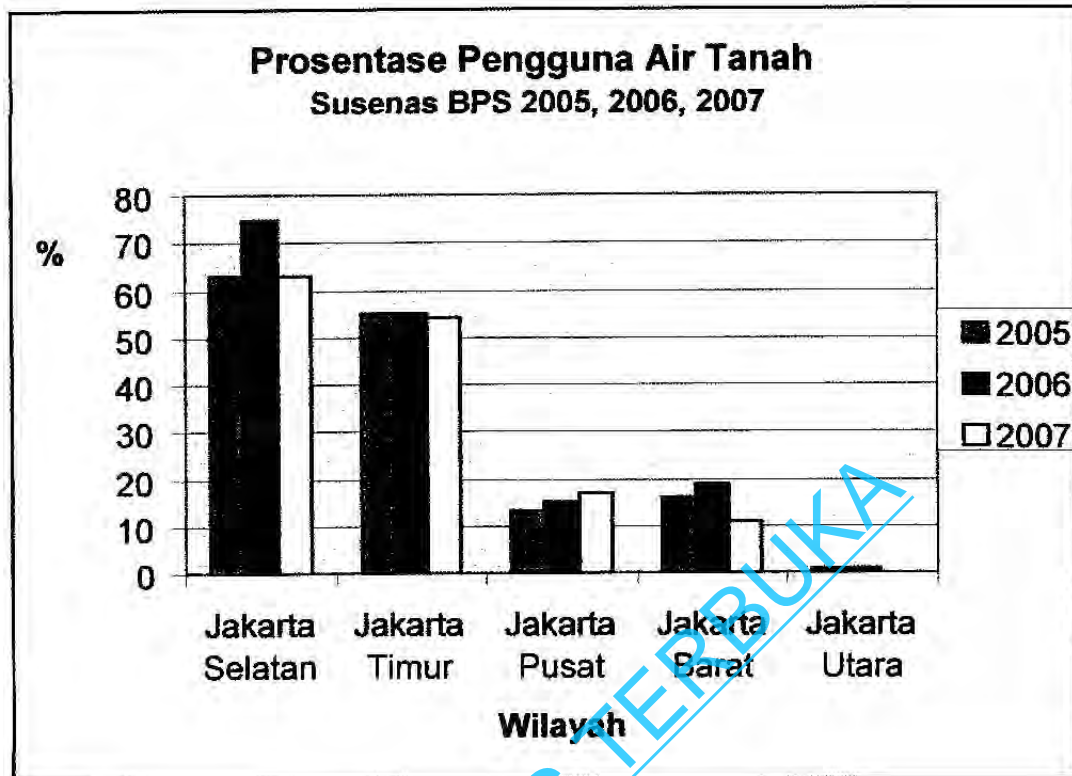 Prosentase Pengguna Air Tanah
Susenas BPS 2005, 2006, 2007
%
80
70
60
50
40
30
20
10
0
Jakarta Selatan
Jakarta Timur
Jakarta Pusat
Jakarta Barat
Jakarta Utara
Wilayah
2005
2006
2007
TERBUKA